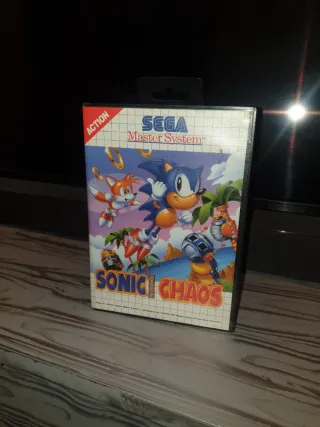 ACTION
SEGA
Master System
SONIC CHAOS